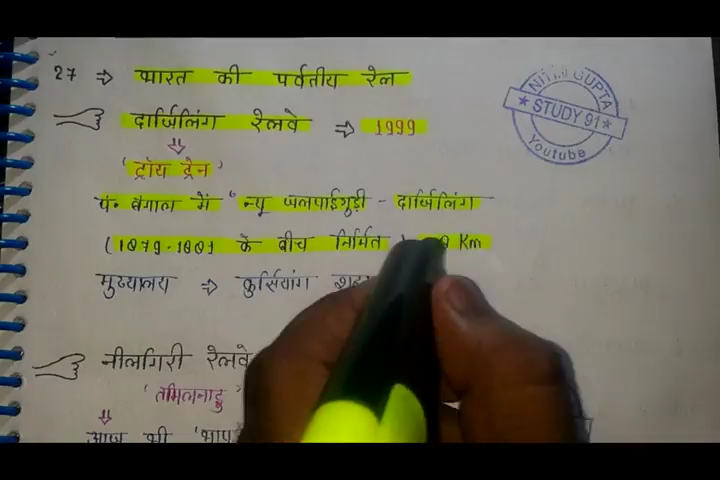 27 ⇒ भारत की पर्वतीय रेल
दार्जिलिंग रेलवे ⇒ 1999
'ट्रॉय ट्रेन'
पं. बंगाल में "न्यू जलपाईगुड़ी - दार्जिलिंग
(1879-1881 के बीच निर्मित) Km
मुख्यालय ⇒ कुर्सियांग
नीलगिरी रेलवे
'तमिलनाडु'
आज भी 'भाप
NITIN GUPTA
STUDY 91
Youtube